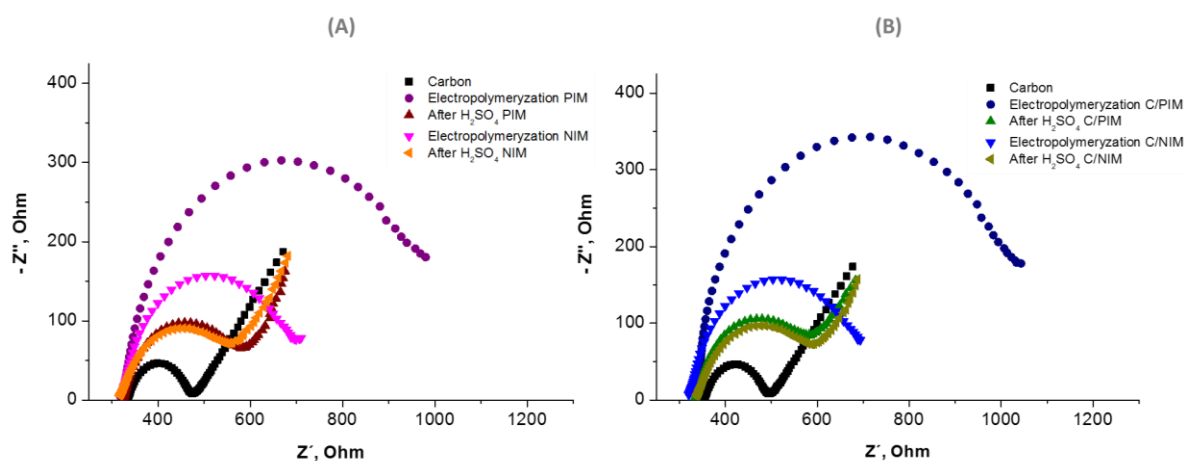 (A)
(B)
400
300
200
100
0
- Z'', Ohm
400 600 800 1000 1200
Z´, Ohm
Carbon
Electropolymeryzation PIM
After H₂SO₄ PIM
Electropolymeryzation NIM
After H₂SO₄ NIM
400
300
200
100
0
- Z'', Ohm
400 600 800 1000 1200
Z´, Ohm
Carbon
Electropolymeryzation C/PIM
After H₂SO₄ C/PIM
Electropolymeryzation C/NIM
After H₂SO₄ C/NIM